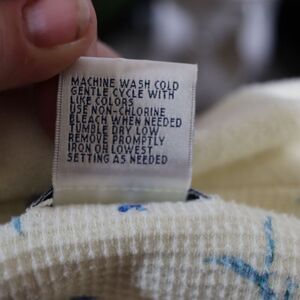 MACHINE WASH COLD
GENTLE CYCLE WITH
LIKE COLORS
USE NON-CHLORINE
BLEACH WHEN NEEDED
TUMBLE DRY LOW
REMOVE PROMPTLY
IRON ON LOWEST
SETTING AS NEEDED